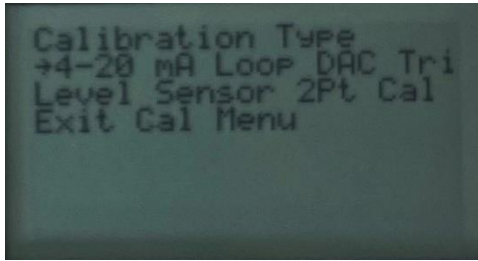 Calibration Type
→4-20 mA Loop DAC Tri
Level Sensor 2Pt Cal
Exit Cal Menu